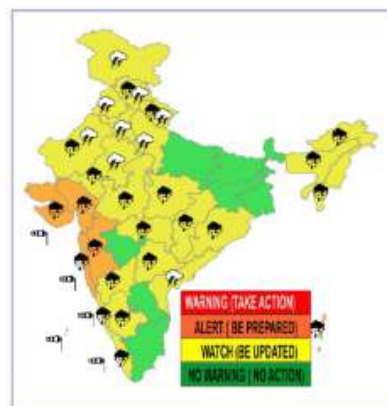 WARNING (TAKE ACTION)
ALERT ( BE PREPARED)
WATCH (BE UPDATED)
NO WARNING ( NO ACTION)